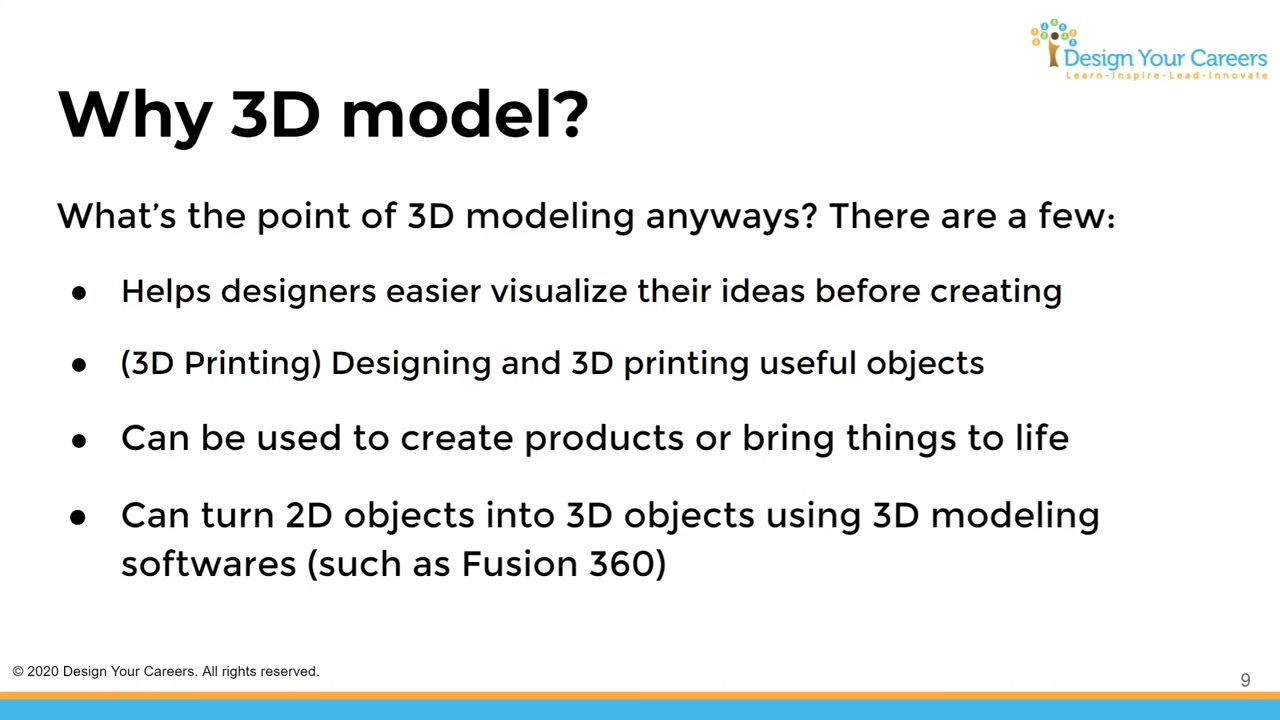 Design Your Careers
Learn-Inspire-Lead-Innovate
Why 3D model?
What's the point of 3D modeling anyways? There are a few:
● Helps designers easier visualize their ideas before creating
● (3D Printing) Designing and 3D printing useful objects
● Can be used to create products or bring things to life
● Can turn 2D objects into 3D objects using 3D modeling
softwares (such as Fusion 360)
© 2020 Design Your Careers. All rights reserved.
9